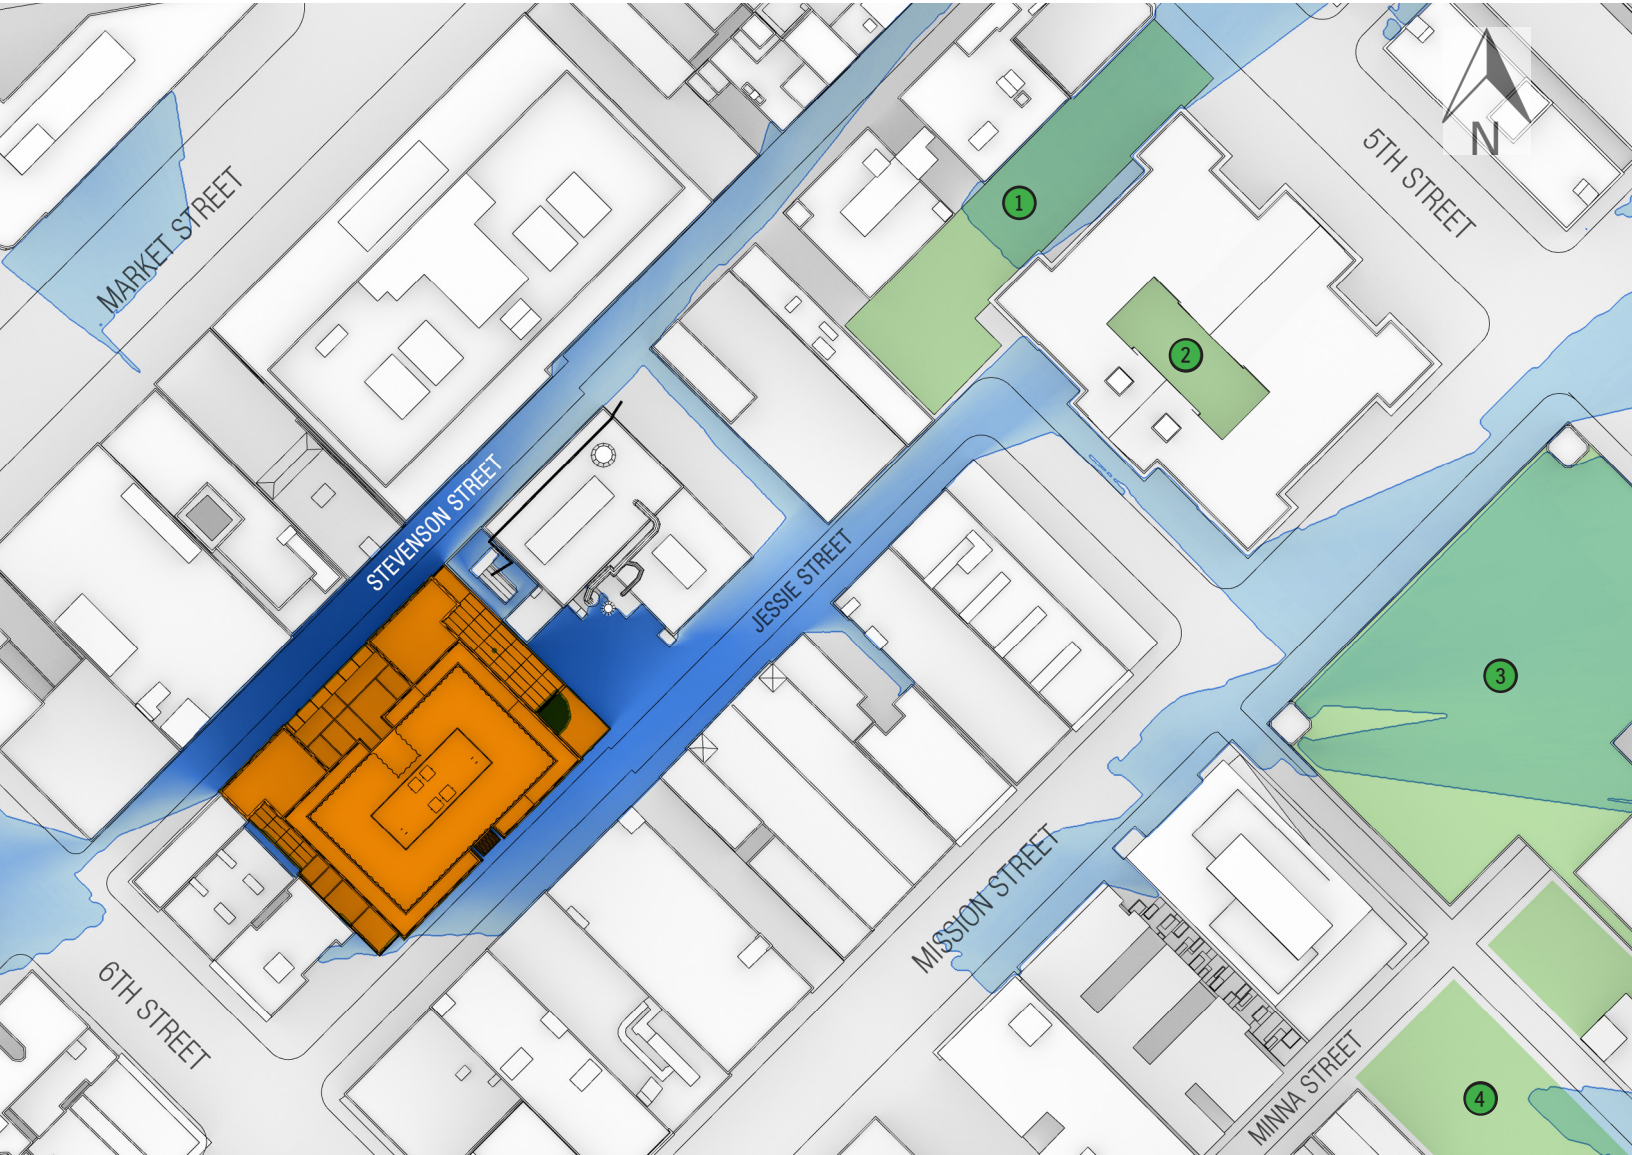 N
5TH STREET
MARKET STREET
1
2
STEVENSON STREET
JESSIE STREET
3
MISSION STREET
6TH STREET
MINNA STREET
4